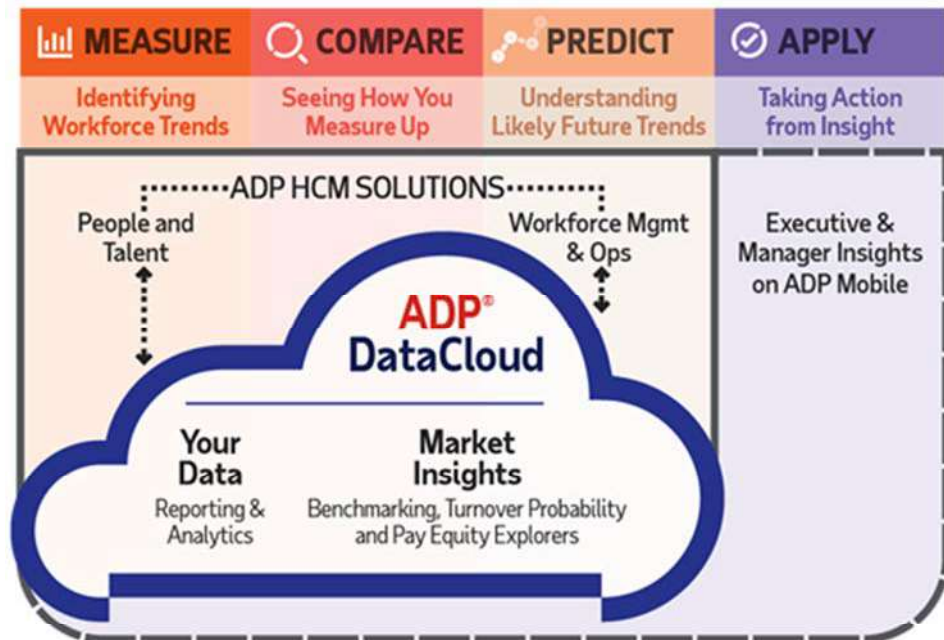 MEASURE
COMPARE
PREDICT
APPLY
Identifying
Workforce Trends
Seeing How You
Measure Up
Understanding
Likely Future Trends
Taking Action
from Insight
ADP HCM SOLUTIONS
People and
Talent
Workforce Mgmt
& Ops
Executive &
Manager Insights
on ADP Mobile
ADP®
DataCloud
Your
Data
Reporting &
Analytics
Market
Insights
Benchmarking, Turnover Probability
and Pay Equity Explorers